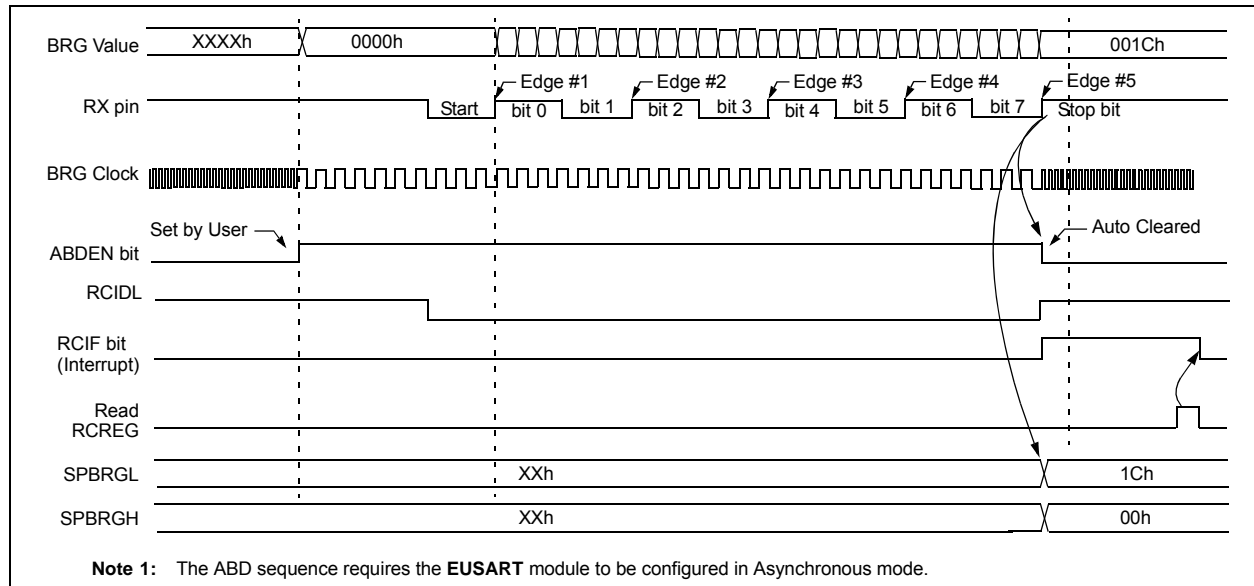 BRG Value XXXXh 0000h 001Ch
Edge #1 Edge #2 Edge #3 Edge #4 Edge #5
RX pin Start bit 0 bit 1 bit 2 bit 3 bit 4 bit 5 bit 6 bit 7 Stop bit
BRG Clock
Set by User Auto Cleared
ABDEN bit
RCIDL
RCIF bit
(Interrupt)
Read
RCREG
SPBRGL XXh 1Ch
SPBRGH XXh 00h
Note 1: The ABD sequence requires the EUSART module to be configured in Asynchronous mode.